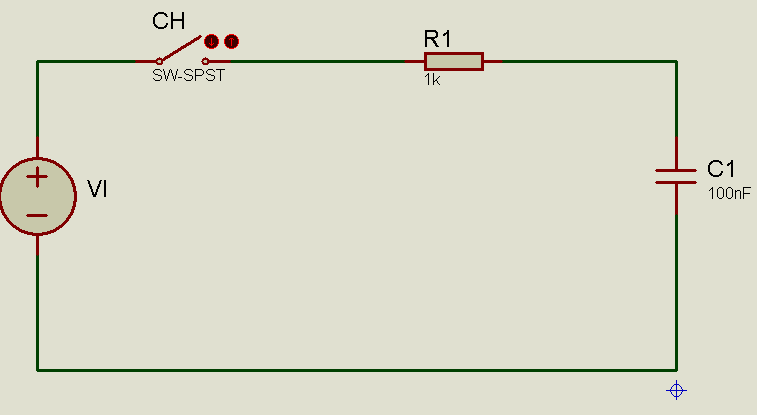 CH
SW-SPST
R1
1k
VI
C1
100nF